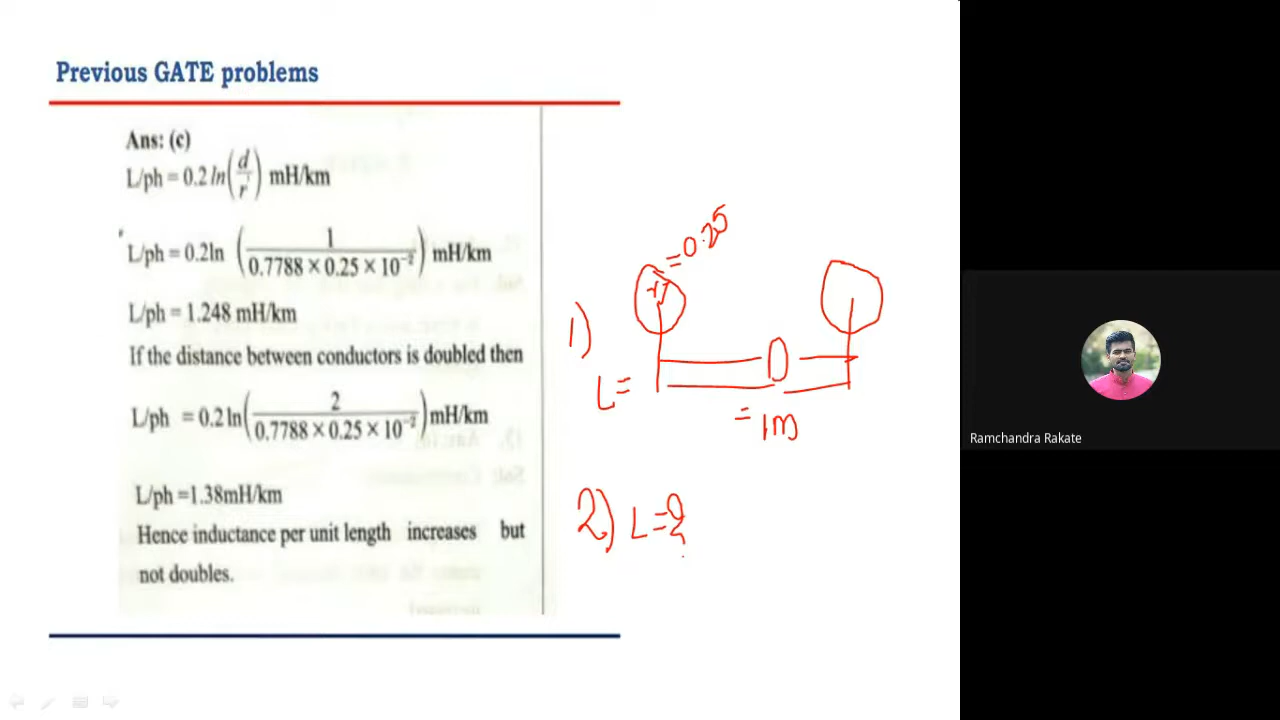 Previous GATE problems
Ans: (c)
L/ph = 0.2 ln(d/r') mH/km
L/ph = 0.2ln (1/(0.7788 × 0.25 × 10⁻²)) mH/km
L/ph = 1.248 mH/km
If the distance between conductors is doubled then
L/ph = 0.2 ln(2/(0.7788 × 0.25 × 10⁻²)) mH/km
L/ph =1.38mH/km
Hence inductance per unit length increases but
not doubles.
= 0.25
1)
D
L=
= 1m
2) L=?
Ramchandra Rakate